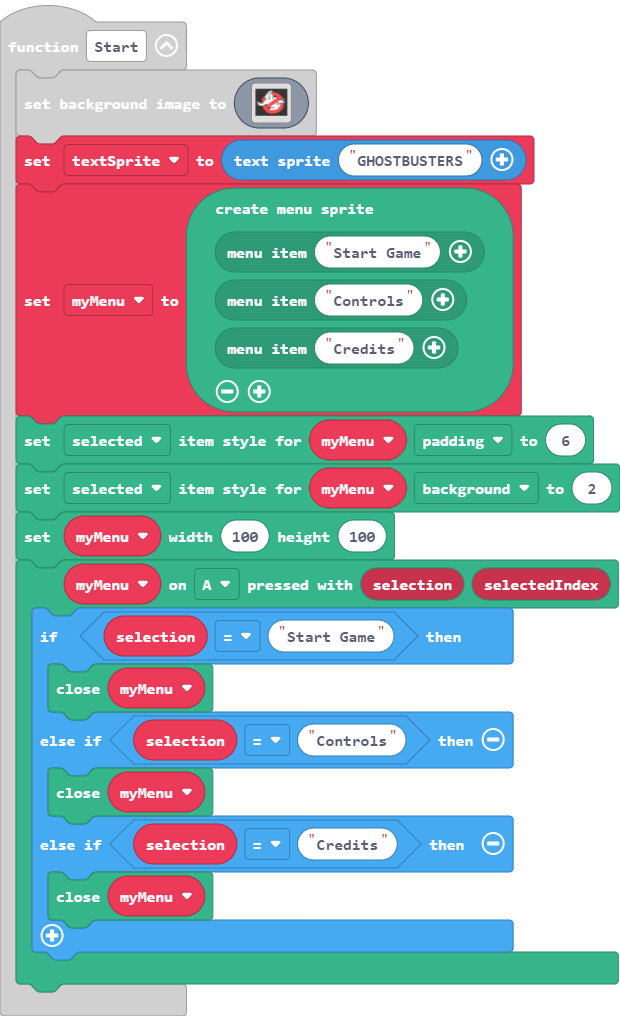 function Start
set background image to
set textSprite to text sprite "GHOSTBUSTERS"
create menu sprite
menu item "Start Game"
set myMenu to menu item "Controls"
menu item "Credits"
set selected item style for myMenu padding to 6
set selected item style for myMenu background to 2
set myMenu width 100 height 100
myMenu on A pressed with selection selectedIndex
if selection = "Start Game" then
close myMenu
else if selection = "Controls" then
close myMenu
else if selection = "Credits" then
close myMenu